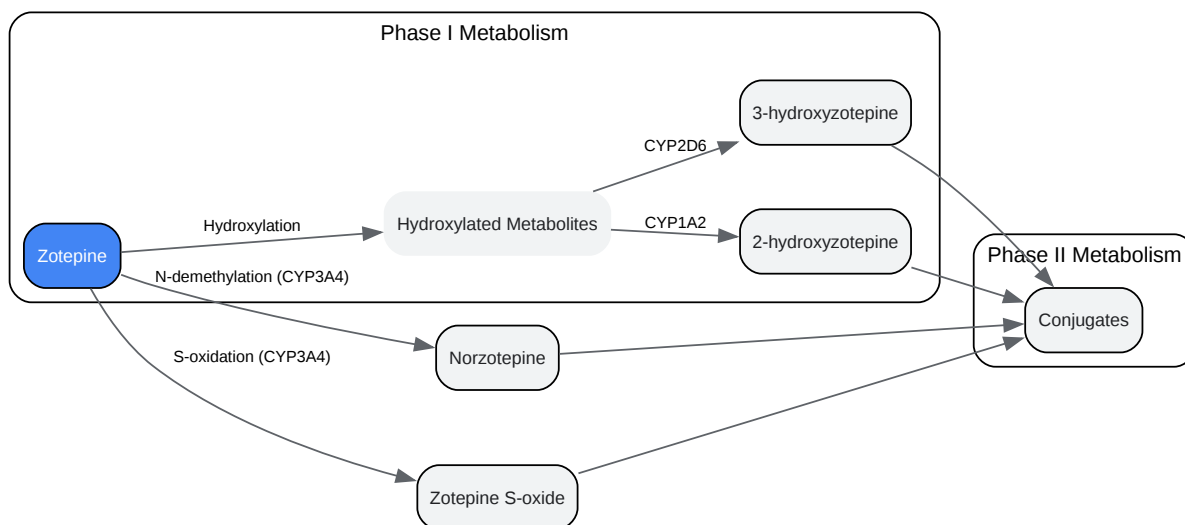 Phase I Metabolism
3-hydroxyzotepine
CYP2D6
Hydroxylated Metabolites
Hydroxylation
CYP1A2
2-hydroxyzotepine
Zotepine
Phase II Metabolism
N-demethylation (CYP3A4)
Conjugates
S-oxidation (CYP3A4)
Norzotepine
Zotepine S-oxide